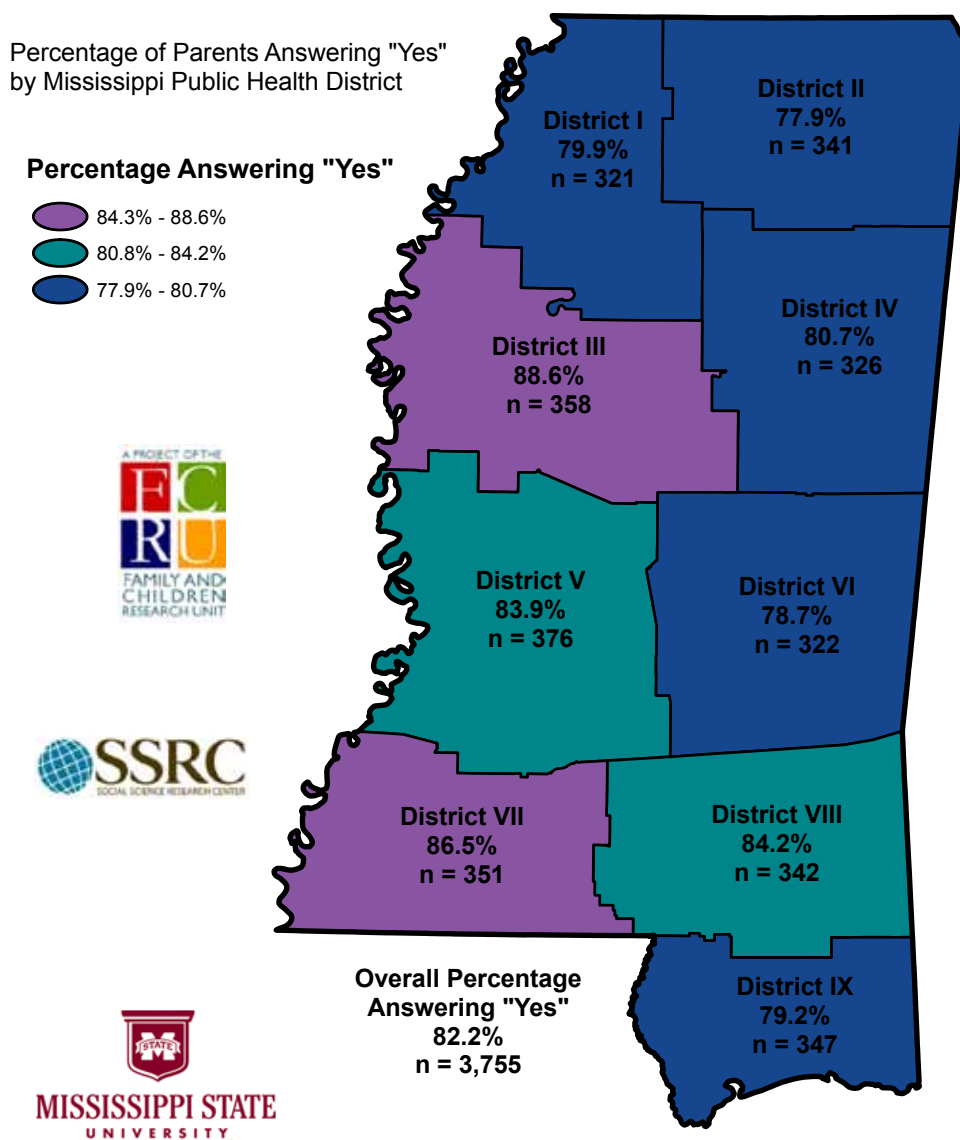 Percentage of Parents Answering "Yes"
by Mississippi Public Health District
Percentage Answering "Yes"
84.3% - 88.6%
80.8% - 84.2%
77.9% - 80.7%
District I
79.9%
n = 321
District II
77.9%
n = 341
District III
88.6%
n = 358
District IV
80.7%
n = 326
District V
83.9%
n = 376
District VI
78.7%
n = 322
District VII
86.5%
n = 351
District VIII
84.2%
n = 342
District IX
79.2%
n = 347
Overall Percentage
Answering "Yes"
82.2%
n = 3,755
A PROJECT OF THE
FC
RU
FAMILY AND
CHILDREN
RESEARCH UNIT
SSRC
SOCIAL SCIENCE RESEARCH CENTER
M
STATE
MISSISSIPPI STATE
UNIVERSITY